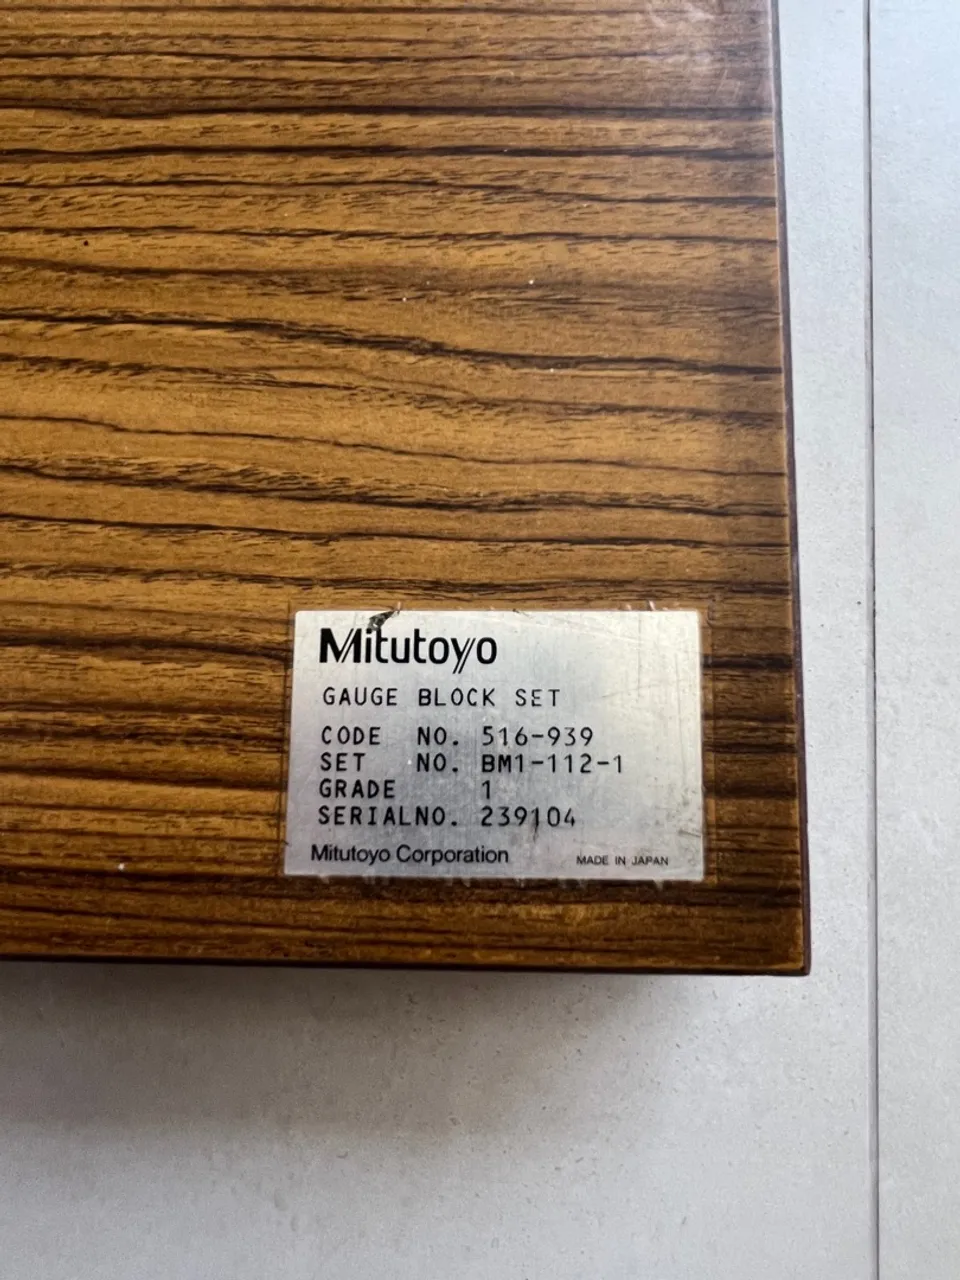 Mitutoyo
GAUGE BLOCK SET
CODE NO. 516-939
SET NO. BM1-112-1
GRADE 1
SERIALNO. 239104
Mitutoyo Corporation
MADE IN JAPAN